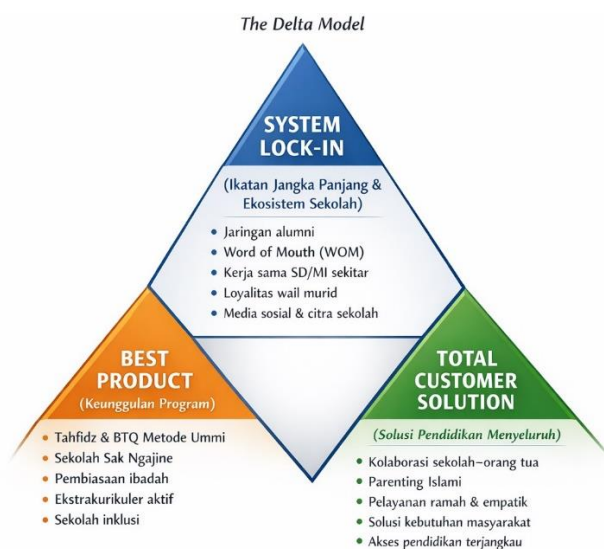 The Delta Model
SYSTEM
LOCK-IN
(Ikatan Jangka Panjang &
Ekosistem Sekolah)
• Jaringan alumni
• Word of Mouth (WOM)
• Kerja sama SD/MI sekitar
• Loyalitas wail murid
• Media sosial & citra sekolah
BEST
PRODUCT
(Keunggulan Program)
• Tahfidz & BTQ Metode Ummi
• Sekolah Sak Ngajine
• Pembiasaan ibadah
• Ekstrakurikuler aktif
• Sekolah inklusi
TOTAL
CUSTOMER
SOLUTION
(Solusi Pendidikan Menyeluruh)
• Kolaborasi sekolah–orang tua
• Parenting Islami
• Pelayanan ramah & empatik
• Solusi kebutuhan masyarakat
• Akses pendidikan terjangkau